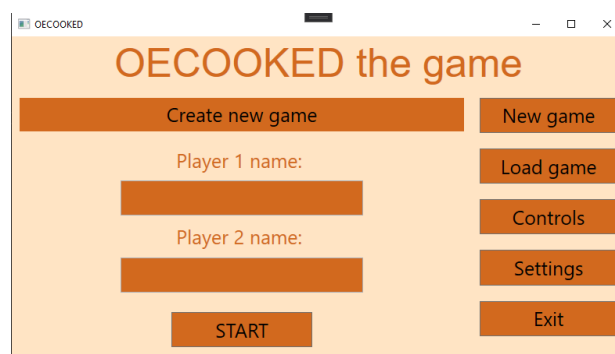 OECOOKED
OECOOKED the game
Create new game
Player 1 name:
Player 2 name:
START
New game
Load game
Controls
Settings
Exit